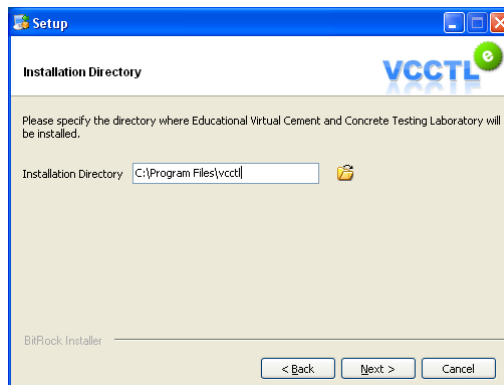 Setup
Installation Directory
VCCTL e
Please specify the directory where Educational Virtual Cement and Concrete Testing Laboratory will
be installed.
Installation Directory C:\Program Files\vcctl
BitRock Installer
< Back Next > Cancel